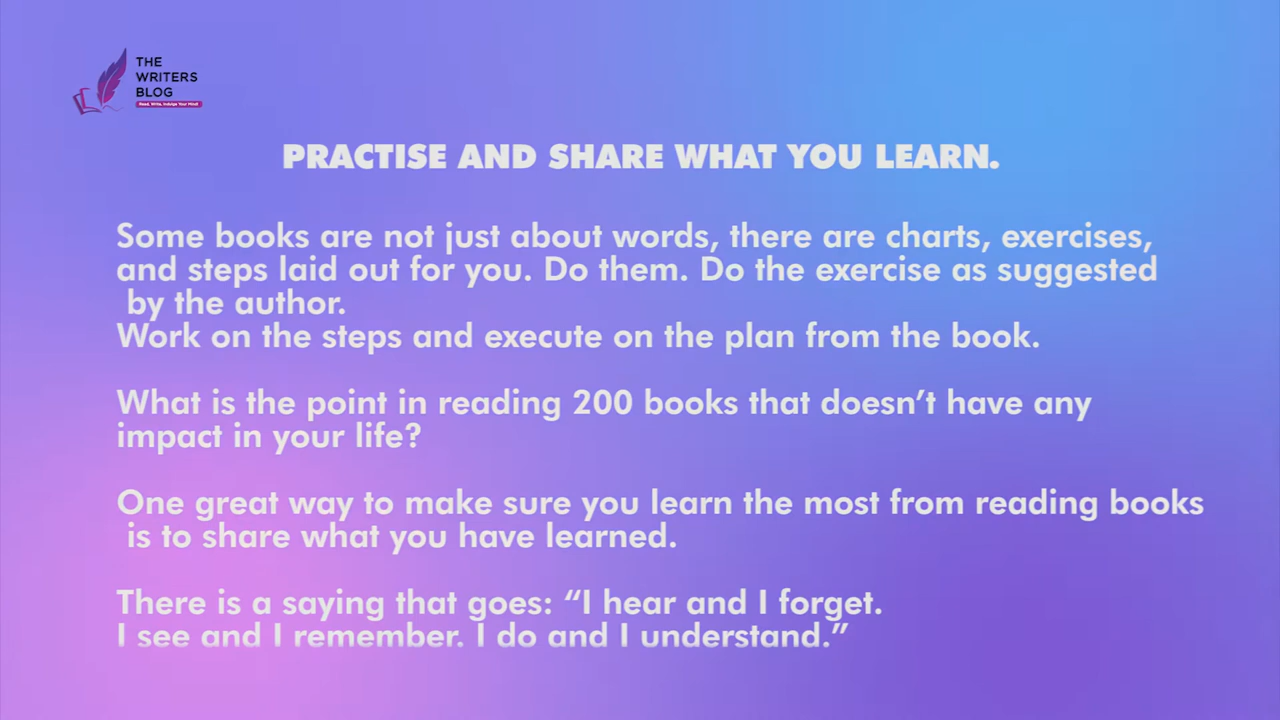 THE
WRITERS
BLOG
Read, Write, Indulge Your Mind!
PRACTISE AND SHARE WHAT YOU LEARN.
Some books are not just about words, there are charts, exercises,
and steps laid out for you. Do them. Do the exercise as suggested
by the author.
Work on the steps and execute on the plan from the book.
What is the point in reading 200 books that doesn’t have any
impact in your life?
One great way to make sure you learn the most from reading books
is to share what you have learned.
There is a saying that goes: “I hear and I forget.
I see and I remember. I do and I understand.”